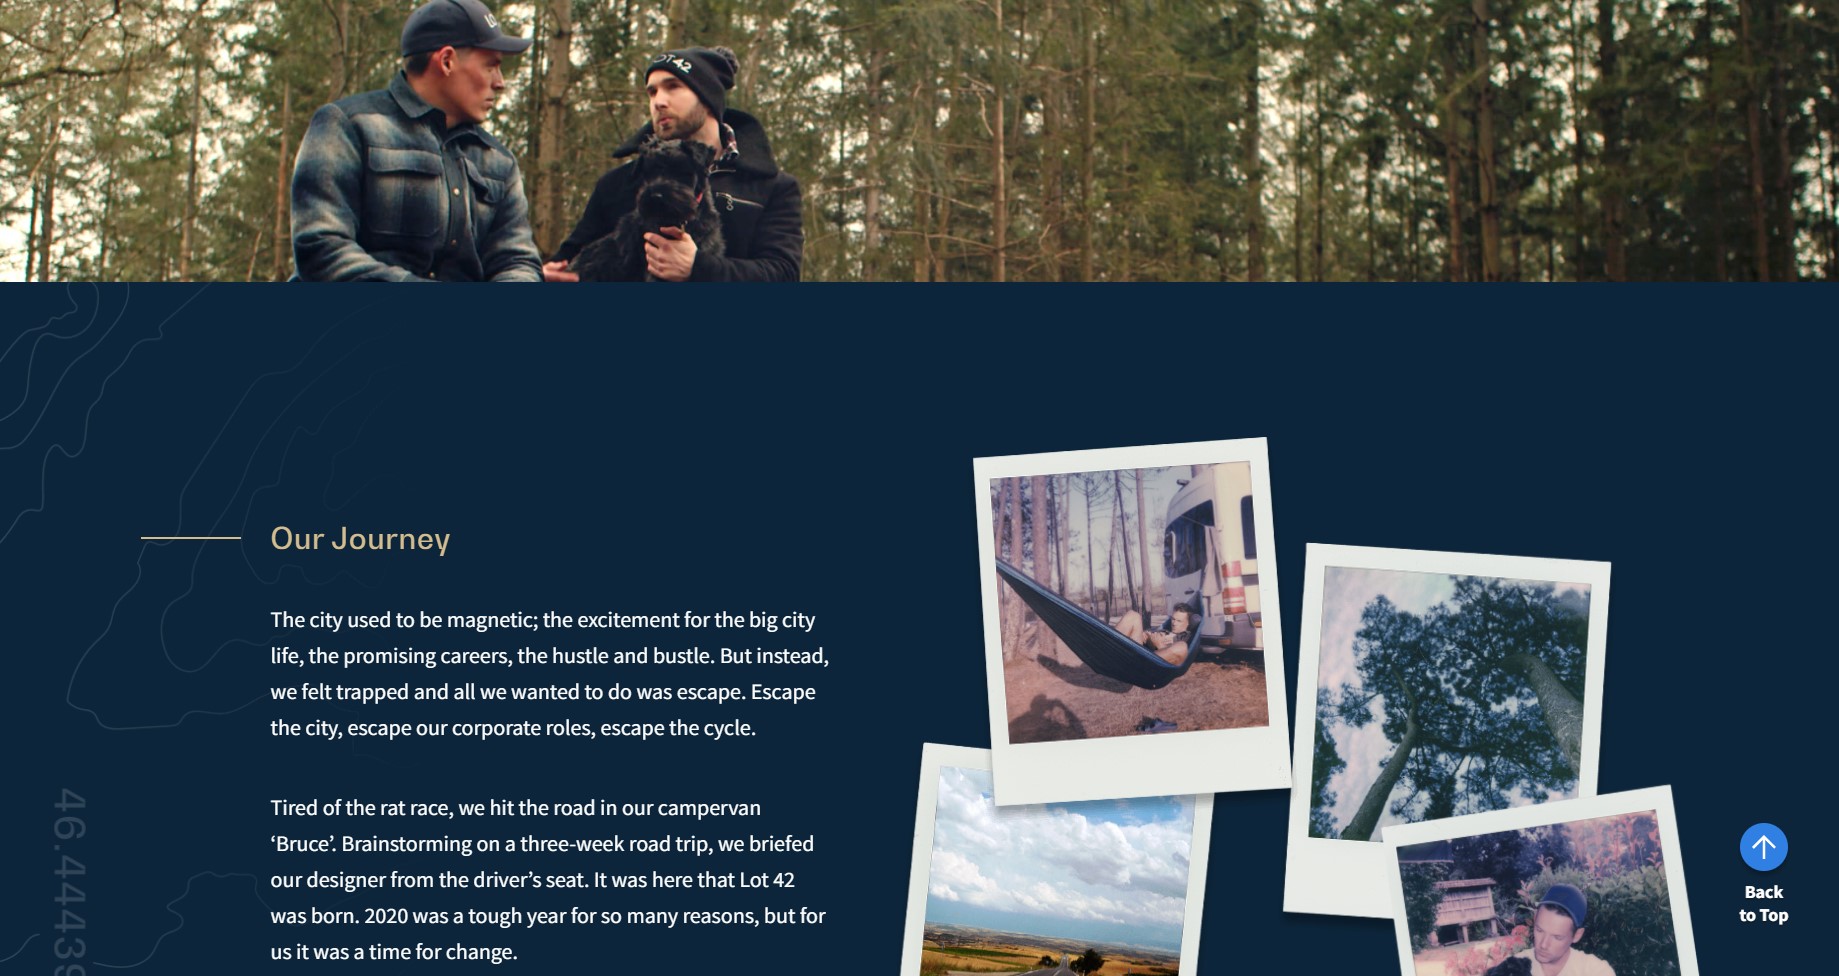 LOT42
Our Journey
The city used to be magnetic; the excitement for the big city
life, the promising careers, the hustle and bustle. But instead,
we felt trapped and all we wanted to do was escape. Escape
the city, escape our corporate roles, escape the cycle.
Tired of the rat race, we hit the road in our campervan
‘Bruce’. Brainstorming on a three-week road trip, we briefed
our designer from the driver’s seat. It was here that Lot 42
was born. 2020 was a tough year for so many reasons, but for
us it was a time for change.
46.44439
Back
to Top